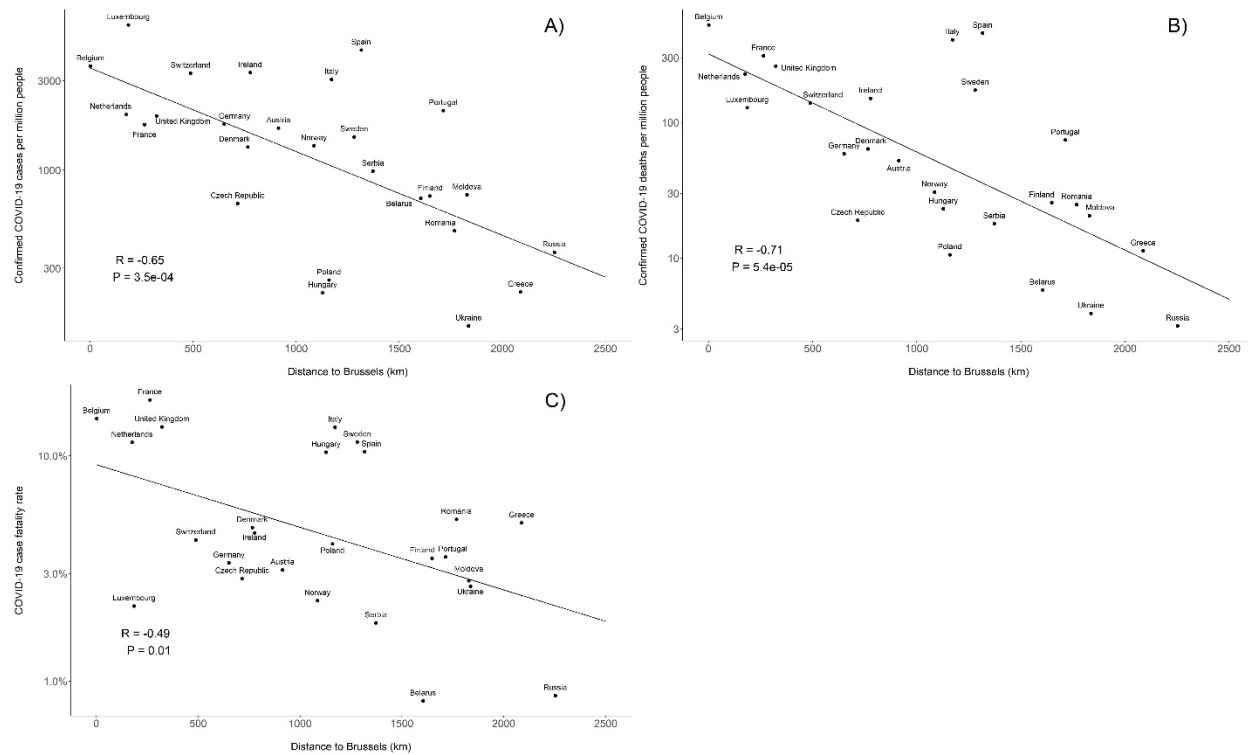 A)
Confirmed COVID-19 cases per million people
3000
1000
300
Luxembourg
Spain
Belgium
Switzerland
Ireland
Italy
Netherlands
United Kingdom
France
Germany
Austria
Portugal
Denmark
Norway
Sweden
Serbia
Czech Republic
Belarus
Finland
Moldova
Romania
Russia
Poland
Hungary
Greece
Ukraine
R = -0.65
P = 3.5e-04
0
500
1000
1500
2000
2500
Distance to Brussels (km)
B)
Confirmed COVID-19 deaths per million people
300
100
30
10
3
Belgium
Spain
Italy
France
United Kingdom
Netherlands
Luxembourg
Switzerland
Ireland
Sweden
Portugal
Germany
Denmark
Austria
Norway
Hungary
Czech Republic
Serbia
Finland
Romania
Moldova
Poland
Greece
Belarus
Ukraine
Russia
R = -0.71
P = 5.4e-05
0
500
1000
1500
2000
2500
Distance to Brussels (km)
C)
COVID-19 case fatality rate
10.0%
3.0%
1.0%
France
Belgium
United Kingdom
Netherlands
Italy
Sweden
Hungary
Spain
Denmark
Switzerland
Ireland
Romania
Greece
Poland
Germany
Finland
Portugal
Austria
Czech Republic
Moldova
Ukraine
Luxembourg
Norway
Serbia
Belarus
Russia
R = -0.49
P = 0.01
0
500
1000
1500
2000
2500
Distance to Brussels (km)